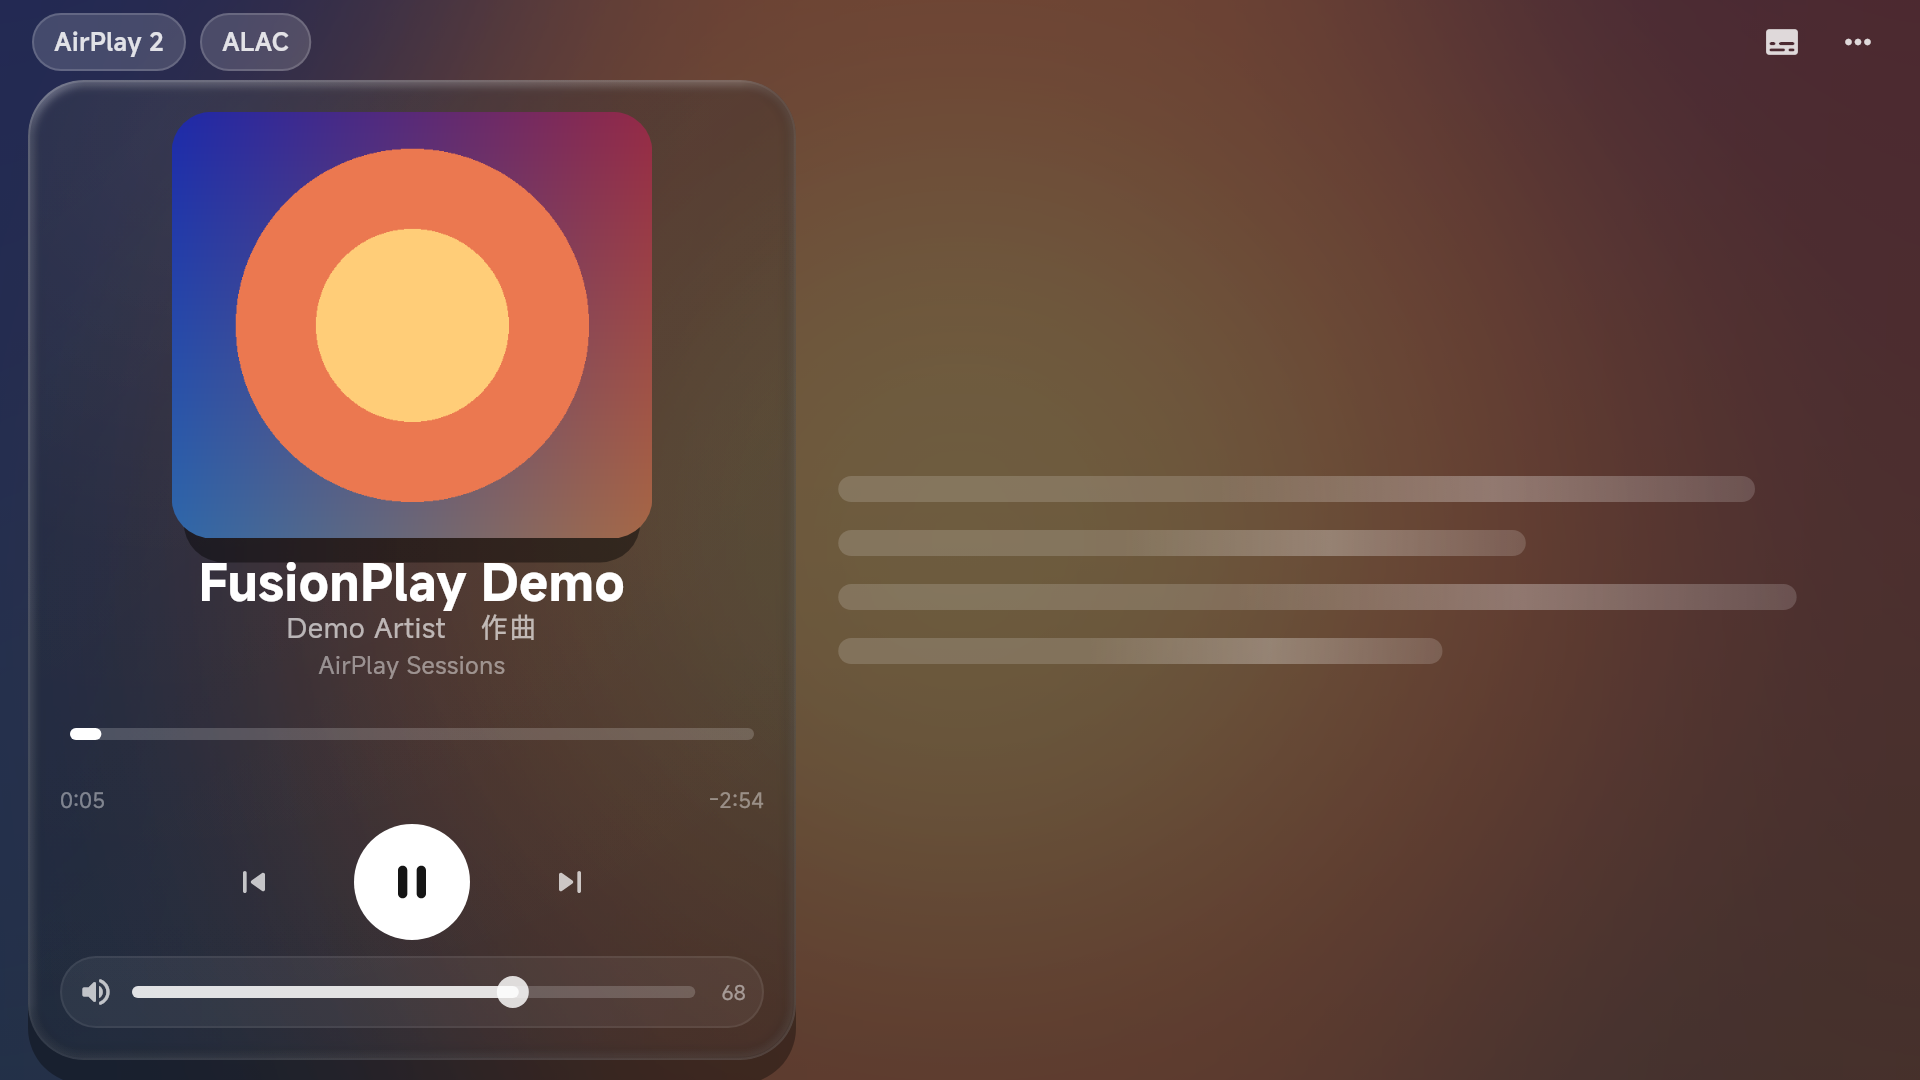 AirPlay 2
ALAC
FusionPlay Demo
Demo Artist 作曲
AirPlay Sessions
0:05
-2:54
68